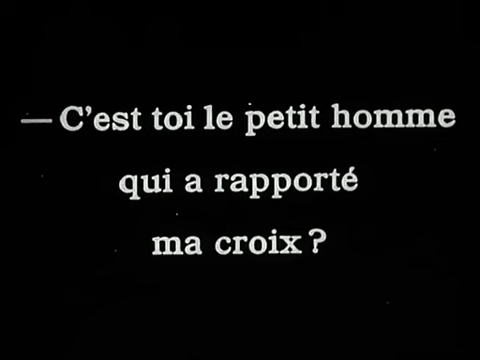 — C'est toi le petit homme
qui a rapporté
ma croix ?